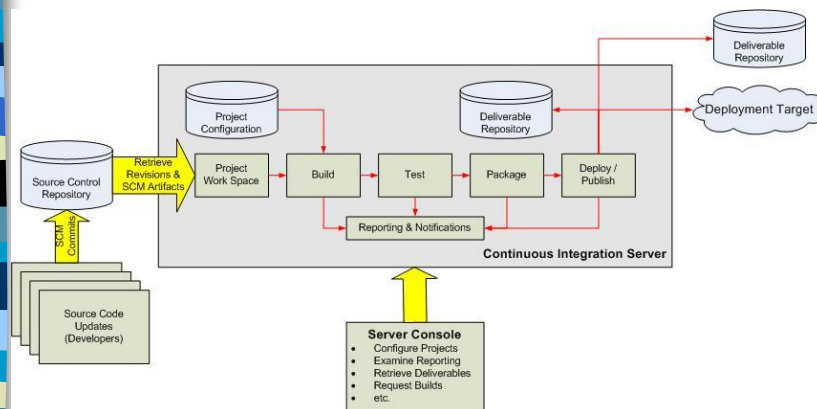 Deliverable
Repository
Deployment Target
Project
Configuration
Deliverable
Repository
Source Control
Repository
Retrieve
Revisions &
SCM Artifacts
Project
Work Space
Build
Test
Package
Deploy /
Publish
Reporting & Notifications
Continuous Integration Server
SCM
Commits
Source Code
Updates
(Developers)
Server Console
• Configure Projects
• Examine Reporting
• Retrieve Deliverables
• Request Builds
• etc.